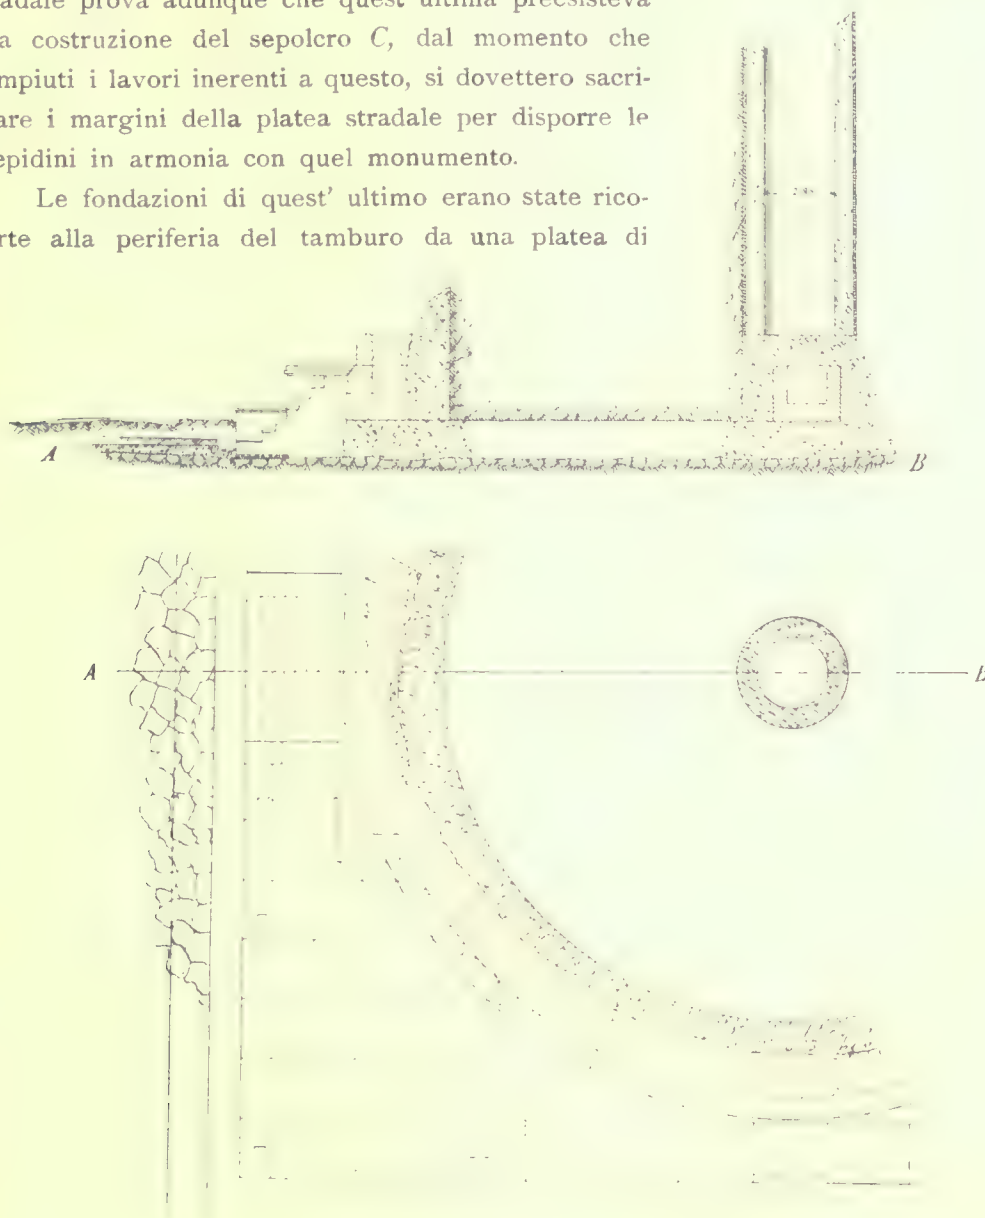 adale prova adunque che quest' ultima preesisteva
a costruzione del sepolcro C, dal momento che
mpiuti i lavori inerenti a questo, si dovettero sacri-
are i margini della platea stradale per disporre le
epidini in armonia con quel monumento.
Le fondazioni di quest' ultimo erano state rico-
rte alla periferia del tamburo da una platea di
A B
A